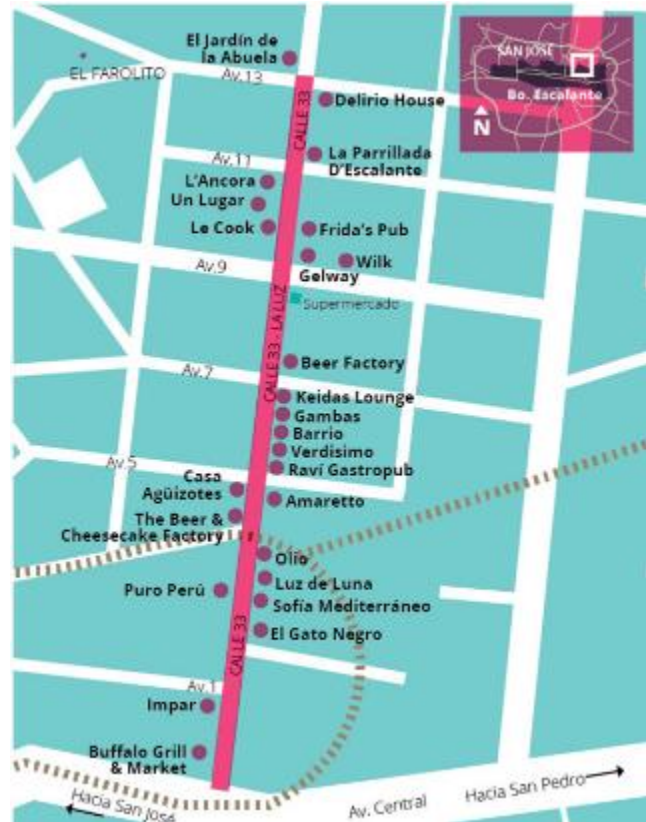 El Jardín de
la Abuela
SAN JOSÉ
Bo. Escalante
N
EL FAROLITO
Av.13
Delirio House
CALLE 33
La Parrillada
D'Escalante
Av.11
L'Ancora
Un Lugar
Le Cook
Frida's Pub
Wilk
Gelway
Av.9
Supermercado
CALLE 33 - LA LUZ
Beer Factory
Av.7
Keidas Lounge
Gambas
Barrio
Verdisimo
Raví Gastropub
Av.5
Casa
Agüizotes
Amaretto
The Beer &
Cheesecake Factory
Olio
Luz de Luna
Puro Perú
Sofía Mediterráneo
El Gato Negro
CALLE 33
Av.1
Impar
Buffalo Grill
& Market
Hacia San José
Av. Central
Hacia San Pedro